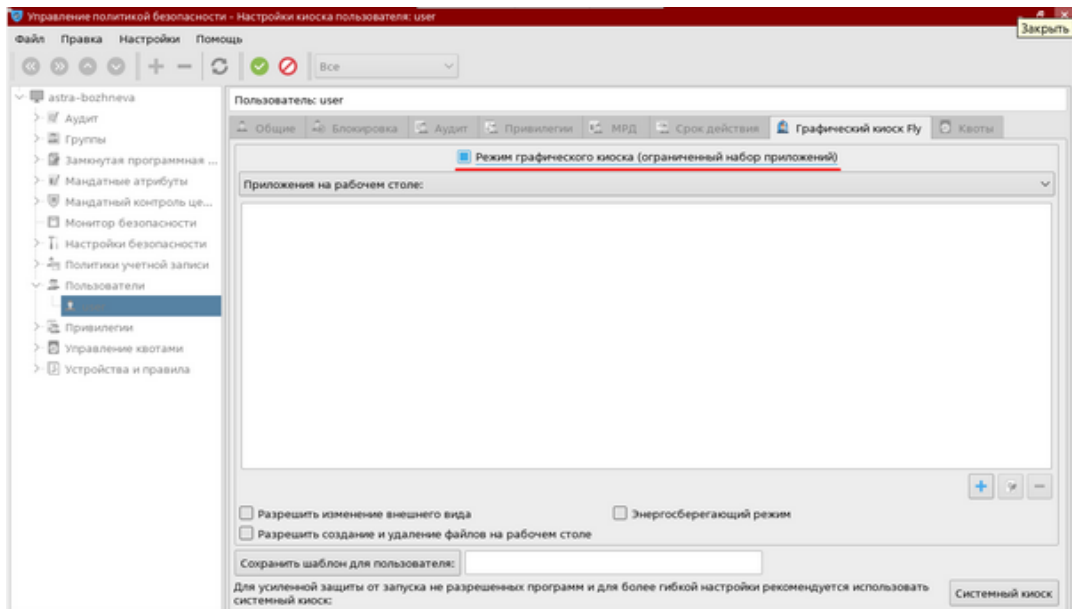 Управление политикой безопасности - Настройки киоска пользователя: user
Закрыть
Файл Правка Настройки Помощь
Все
astra-bozhneva
Аудит
Группы
Замкнутая программная ...
Мандатные атрибуты
Мандатный контроль це...
Монитор безопасности
Настройки безопасности
Политики учетной записи
Пользователи
Привилегии
Управление квотами
Устройства и правила
Пользователь: user
Общие Блокировка Аудит Привилегии МРД Срок действия Графический киоск Fly Квоты
Режим графического киоска (ограниченный набор приложений)
Приложения на рабочем столе:
Разрешить изменение внешнего вида
Энергосберегающий режим
Разрешить создание и удаление файлов на рабочем столе
Сохранить шаблон для пользователя:
Для усиленной защиты от запуска не разрешенных программ и для более гибкой настройки рекомендуется использовать
системный киоск:
Системный киоск